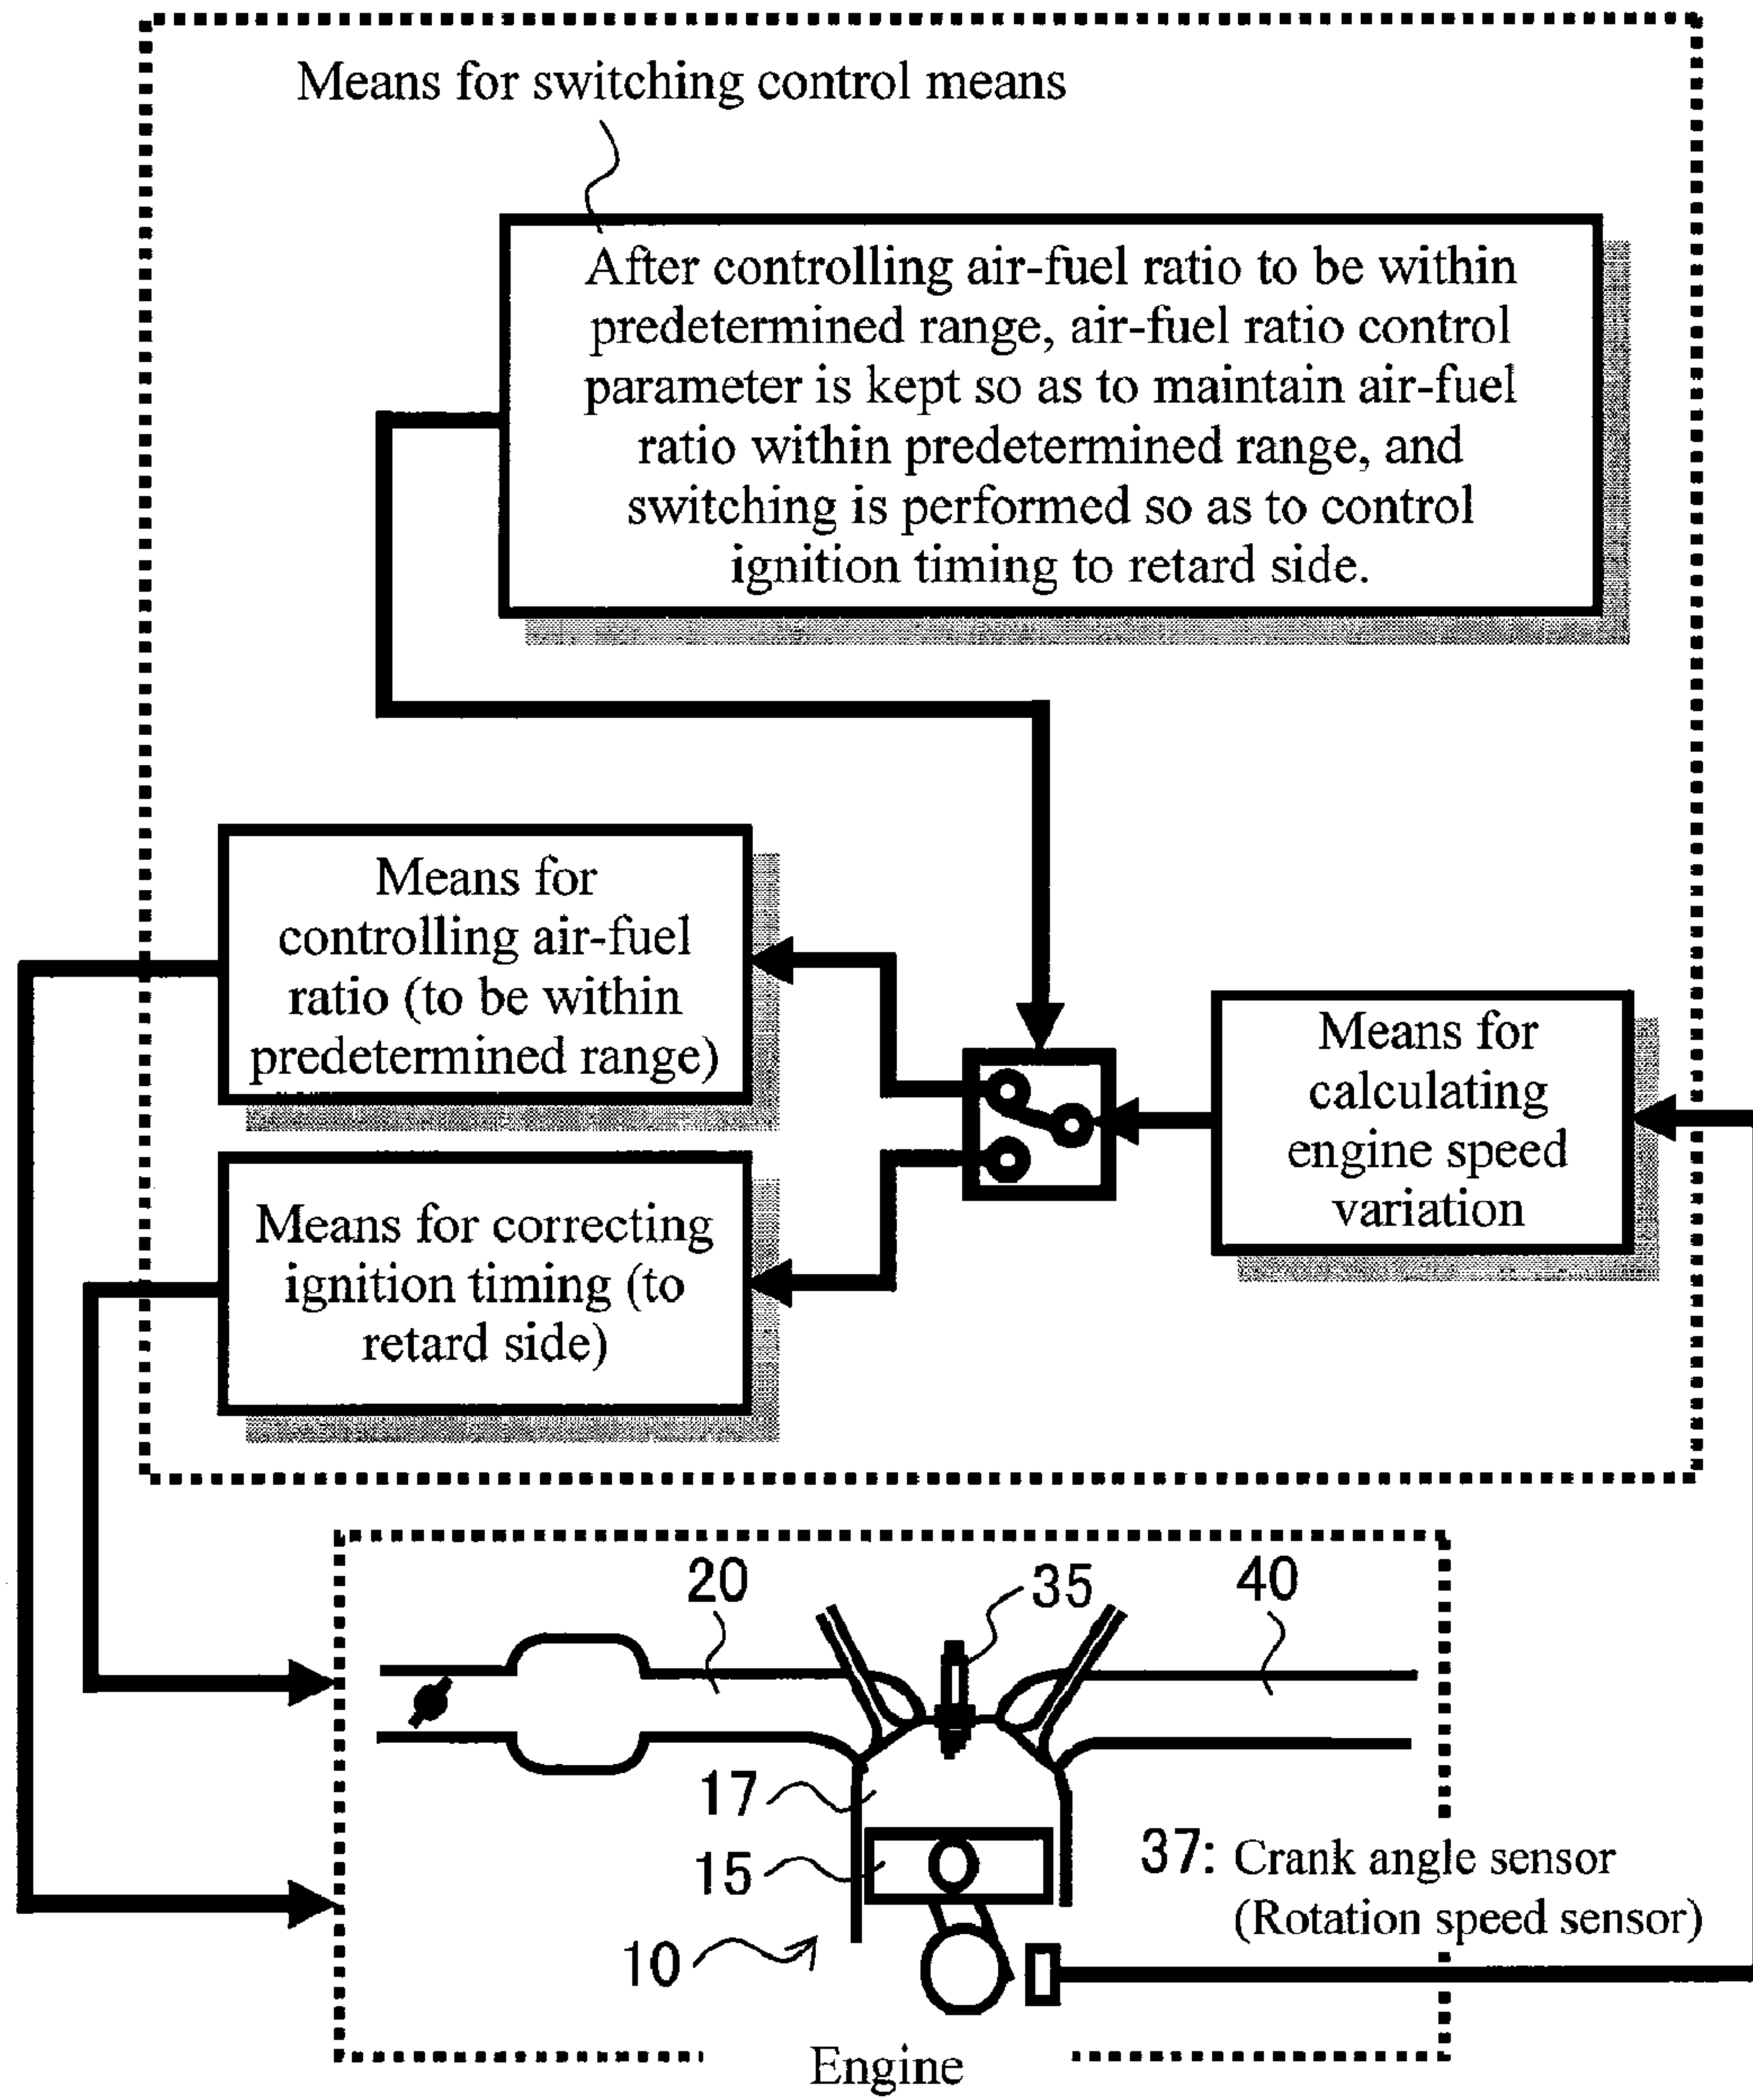 Means for switching control means
After controlling air-fuel ratio to be within
predetermined range, air-fuel ratio control
parameter is kept so as to maintain air-fuel
ratio within predetermined range, and
switching is performed so as to control
ignition timing to retard side.
Means for
controlling air-fuel
ratio (to be within
predetermined range)
Means for
calculating
engine speed
variation
Means for correcting
ignition timing (to
retard side)
20
35
40
17
15
37: Crank angle sensor
(Rotation speed sensor)
10
Engine